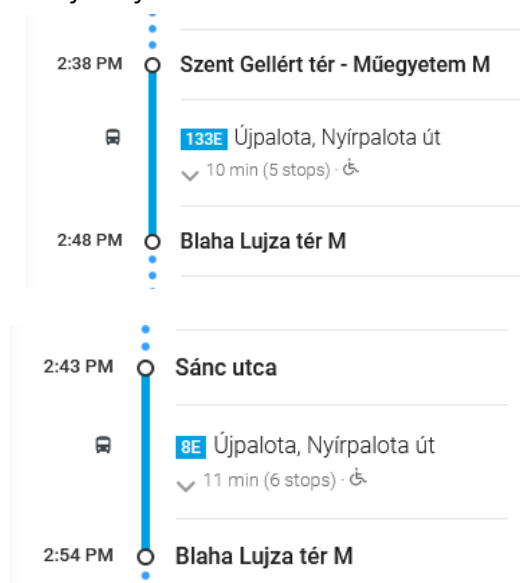 2:38 PM Szent Gellért tér - Műegyetem M
133E Újpalota, Nyírpalota út
10 min (5 stops) ·
2:48 PM Blaha Lujza tér M
2:43 PM Sánc utca
8E Újpalota, Nyírpalota út
11 min (6 stops) ·
2:54 PM Blaha Lujza tér M